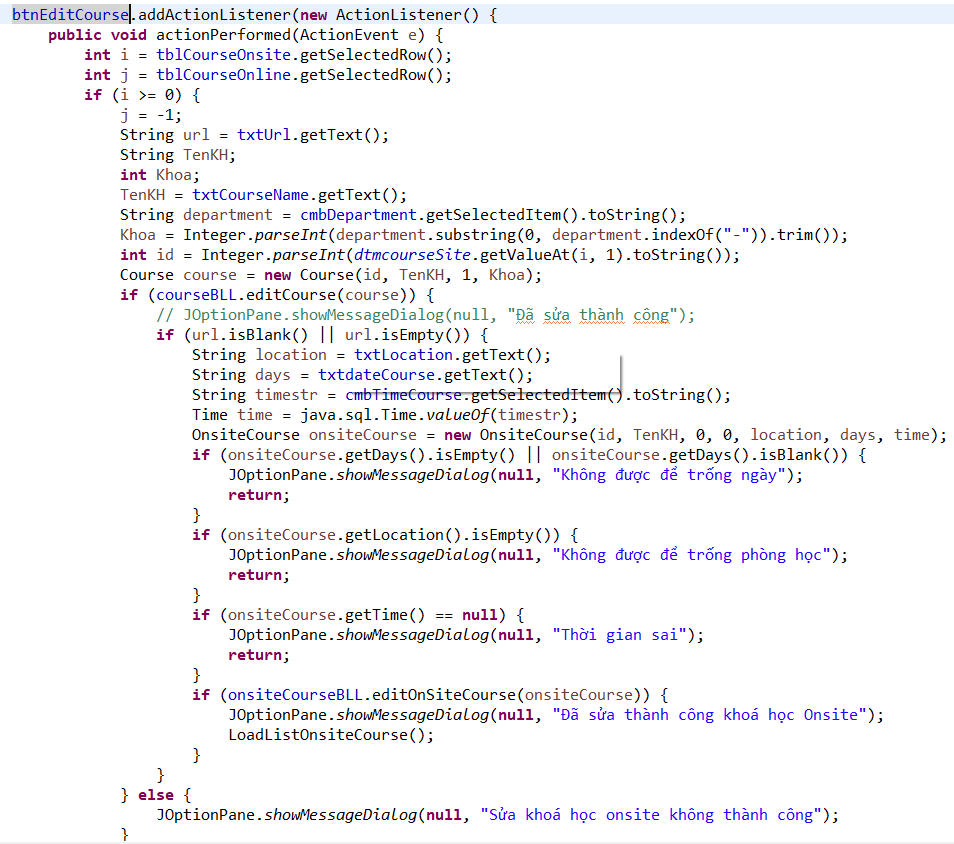 btnEditCourse.addActionListener(new ActionListener() {
    public void actionPerformed(ActionEvent e) {
        int i = tblCourseOnsite.getSelectedRow();
        int j = tblCourseOnline.getSelectedRow();
        if (i >= 0) {
            j = -1;
            String url = txtUrl.getText();
            String TenKH;
            int Khoa;
            TenKH = txtCourseName.getText();
            String department = cmbDepartment.getSelectedItem().toString();
            Khoa = Integer.parseInt(department.substring(0, department.indexOf("-")).trim());
            int id = Integer.parseInt(dtmcourseSite.getValueAt(i, 1).toString());
            Course course = new Course(id, TenKH, 1, Khoa);
            if (courseBLL.editCourse(course)) {
                // JOptionPane.showMessageDialog(null, "Đã sửa thành công");
                if (url.isBlank() || url.isEmpty()) {
                    String location = txtLocation.getText();
                    String days = txtdateCourse.getText();
                    String timestr = cmbTimeCourse.getSelectedItem().toString();
                    Time time = java.sql.Time.valueOf(timestr);
                    OnsiteCourse onsiteCourse = new OnsiteCourse(id, TenKH, 0, 0, location, days, time);
                    if (onsiteCourse.getDays().isEmpty() || onsiteCourse.getDays().isBlank()) {
                        JOptionPane.showMessageDialog(null, "Không được để trống ngày");
                        return;
                    }
                    if (onsiteCourse.getLocation().isEmpty()) {
                        JOptionPane.showMessageDialog(null, "Không được để trống phòng học");
                        return;
                    }
                    if (onsiteCourse.getTime() == null) {
                        JOptionPane.showMessageDialog(null, "Thời gian sai");
                        return;
                    }
                    if (onsiteCourseBLL.editOnSiteCourse(onsiteCourse)) {
                        JOptionPane.showMessageDialog(null, "Đã sửa thành công khoá học Onsite");
                        LoadListOnsiteCourse();
                    }
                }
            } else {
                JOptionPane.showMessageDialog(null, "Sửa khoá học onsite không thành công");
            }